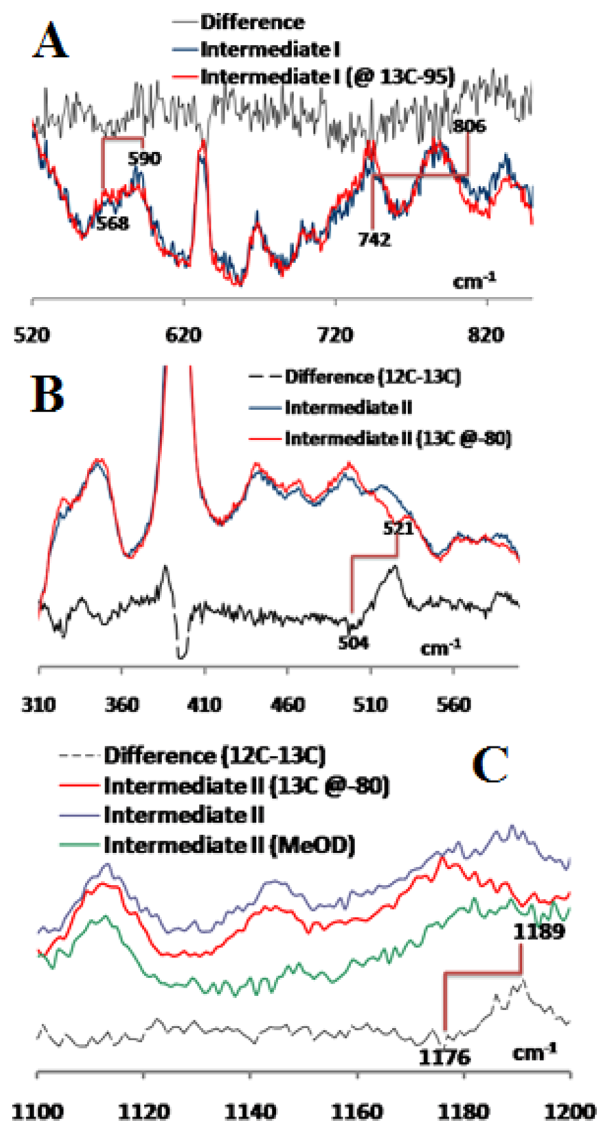 A
Difference
Intermediate I
Intermediate I (@ 13C-95)
590
568
806
742
cm-1
520 620 720 820
B
Difference (12C-13C)
Intermediate II
Intermediate II (13C @-80)
521
504
cm-1
310 360 410 460 510 560
C
Difference (12C-13C)
Intermediate II (13C @-80)
Intermediate II
Intermediate II (MeOD)
1189
1176
cm-1
1100 1120 1140 1160 1180 1200